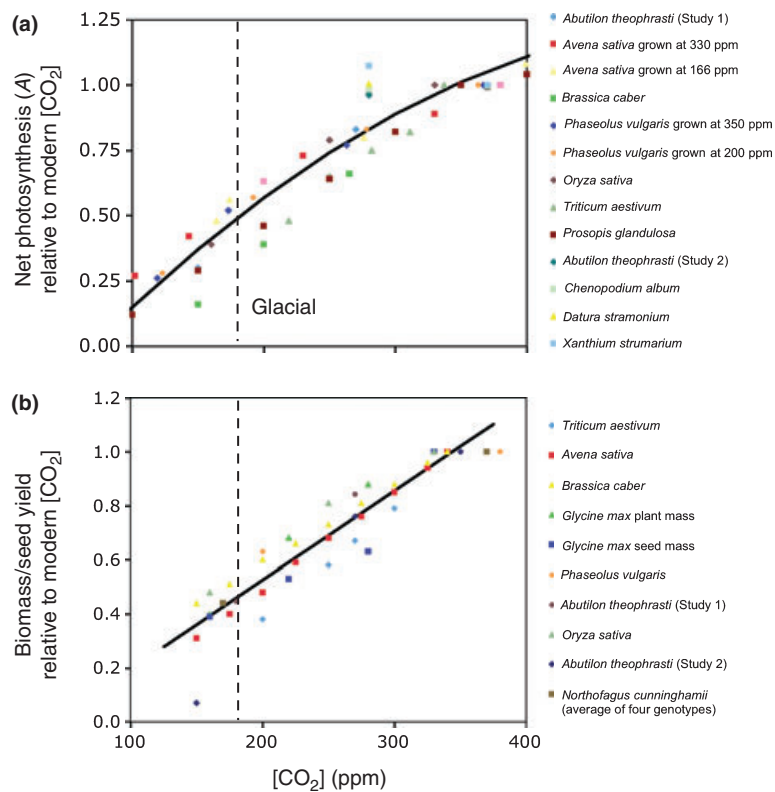 (a)
Net photosynthesis (A)
relative to modern [CO2]
1.25
1.00
0.75
0.50
0.25
0.00
Glacial
Abutilon theophrasti (Study 1)
Avena sativa grown at 330 ppm
Avena sativa grown at 166 ppm
Brassica caber
Phaseolus vulgaris grown at 350 ppm
Phaseolus vulgaris grown at 200 ppm
Oryza sativa
Triticum aestivum
Prosopis glandulosa
Abutilon theophrasti (Study 2)
Chenopodium album
Datura stramonium
Xanthium strumarium
(b)
Biomass/seed yield
relative to modern [CO2]
1.2
1.0
0.8
0.6
0.4
0.2
0.0
100
200
300
400
[CO2] (ppm)
Triticum aestivum
Avena sativa
Brassica caber
Glycine max plant mass
Glycine max seed mass
Phaseolus vulgaris
Abutilon theophrasti (Study 1)
Oryza sativa
Abutilon theophrasti (Study 2)
Northofagus cunninghamii
(average of four genotypes)